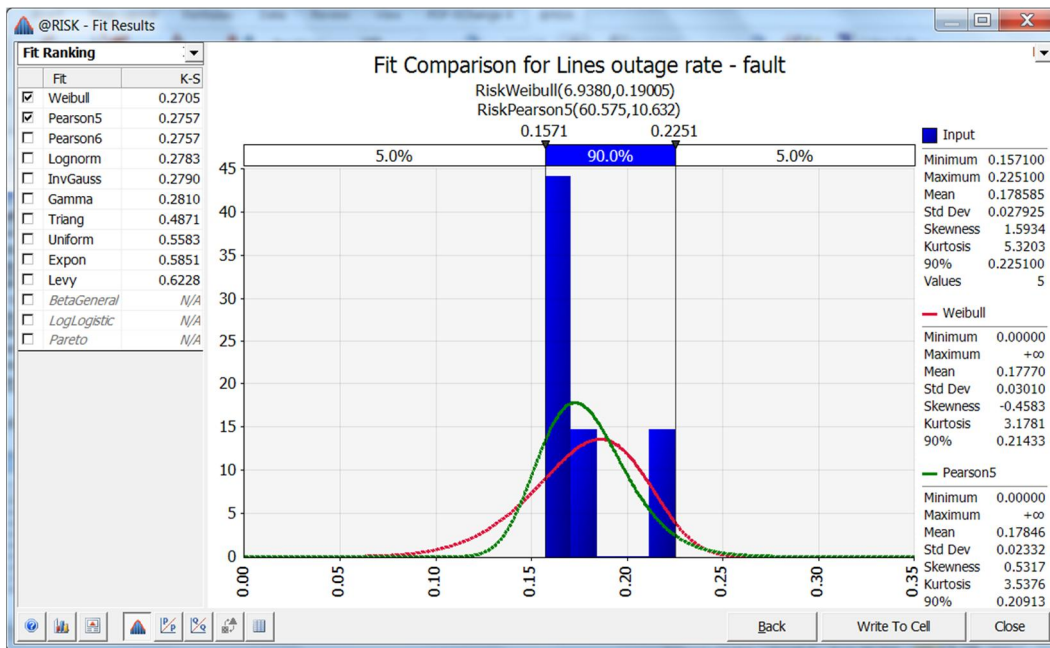 @RISK - Fit Results
Fit Ranking
Fit K-S
Weibull 0.2705
Pearson5 0.2757
Pearson6 0.2757
Lognorm 0.2783
InvGauss 0.2790
Gamma 0.2810
Triang 0.4871
Uniform 0.5583
Expon 0.5851
Levy 0.6228
BetaGeneral N/A
LogLogistic N/A
Pareto N/A
Fit Comparison for Lines outage rate - fault
RiskWeibull(6.9380,0.19005)
RiskPearson5(60.575,10.632)
0.1571 0.2251
5.0% 90.0% 5.0%
45
40
35
30
25
20
15
10
5
0
0.00 0.05 0.10 0.15 0.20 0.25 0.30 0.35
Input
Minimum 0.157100
Maximum 0.225100
Mean 0.178585
Std Dev 0.027925
Skewness 1.5934
Kurtosis 5.3203
90% 0.225100
Values 5
Weibull
Minimum 0.00000
Maximum +∞
Mean 0.17770
Std Dev 0.03010
Skewness -0.4583
Kurtosis 3.1781
90% 0.21433
Pearson5
Minimum 0.00000
Maximum +∞
Mean 0.17846
Std Dev 0.02332
Skewness 0.5317
Kurtosis 3.5376
90% 0.20913
Back Write To Cell Close